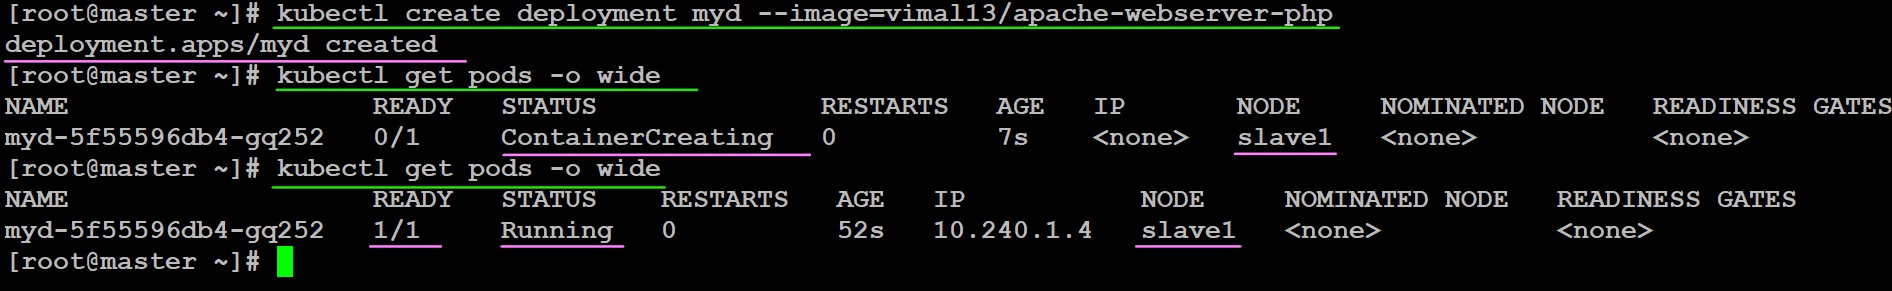 [root@master ~]# kubectl create deployment myd --image=vimal13/apache-webserver-php
deployment.apps/myd created
[root@master ~]# kubectl get pods -o wide
NAME                   READY   STATUS              RESTARTS   AGE   IP       NODE     NOMINATED NODE   READINESS GATES
myd-5f55596db4-gq252   0/1     ContainerCreating   0          7s    <none>   slave1   <none>           <none>
[root@master ~]# kubectl get pods -o wide
NAME                   READY   STATUS    RESTARTS   AGE   IP           NODE     NOMINATED NODE   READINESS GATES
myd-5f55596db4-gq252   1/1     Running   0          52s   10.240.1.4   slave1   <none>           <none>
[root@master ~]#